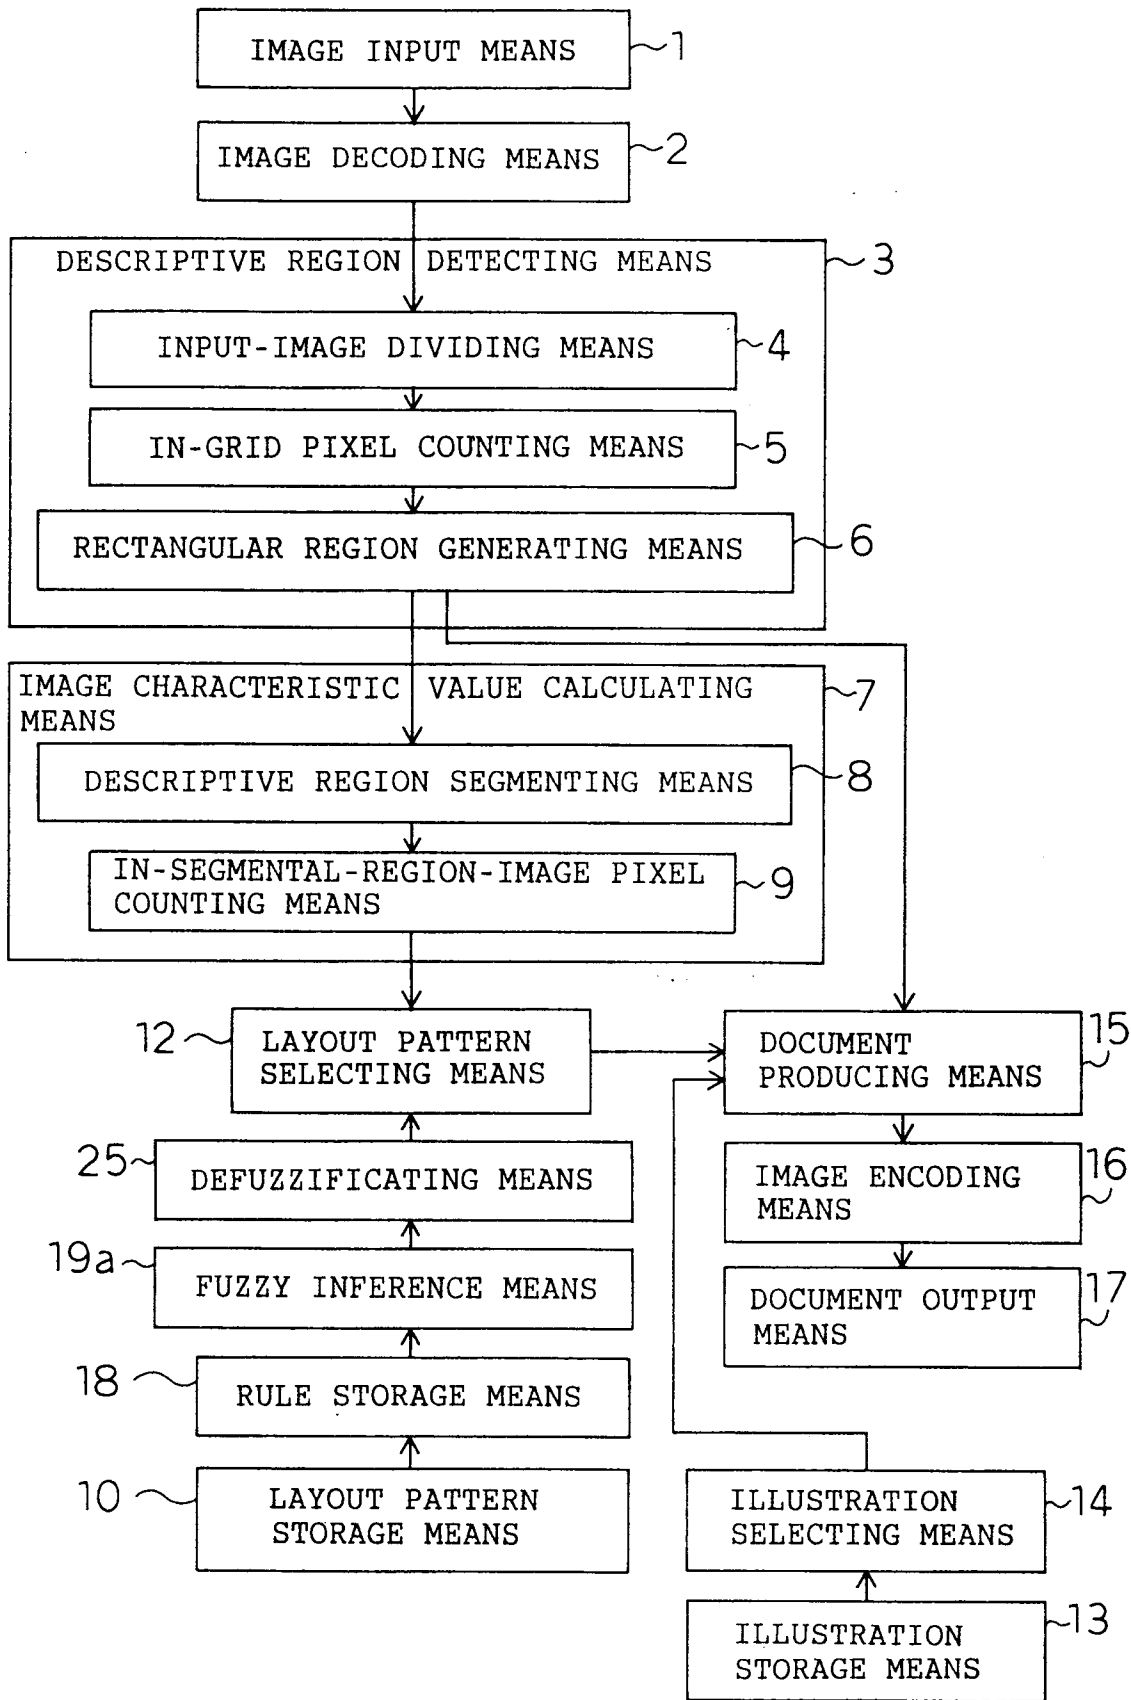 IMAGE INPUT MEANS
1
IMAGE DECODING MEANS
2
DESCRIPTIVE REGION DETECTING MEANS
3
INPUT-IMAGE DIVIDING MEANS
4
IN-GRID PIXEL COUNTING MEANS
5
RECTANGULAR REGION GENERATING MEANS
6
IMAGE CHARACTERISTIC VALUE CALCULATING
MEANS
7
DESCRIPTIVE REGION SEGMENTING MEANS
8
IN-SEGMENTAL-REGION-IMAGE PIXEL
COUNTING MEANS
9
12
LAYOUT PATTERN
SELECTING MEANS
25
DEFUZZIFICATING MEANS
19a
FUZZY INFERENCE MEANS
18
RULE STORAGE MEANS
10
LAYOUT PATTERN
STORAGE MEANS
DOCUMENT
PRODUCING MEANS
15
IMAGE ENCODING
MEANS
16
DOCUMENT OUTPUT
MEANS
17
ILLUSTRATION
SELECTING MEANS
14
ILLUSTRATION
STORAGE MEANS
13